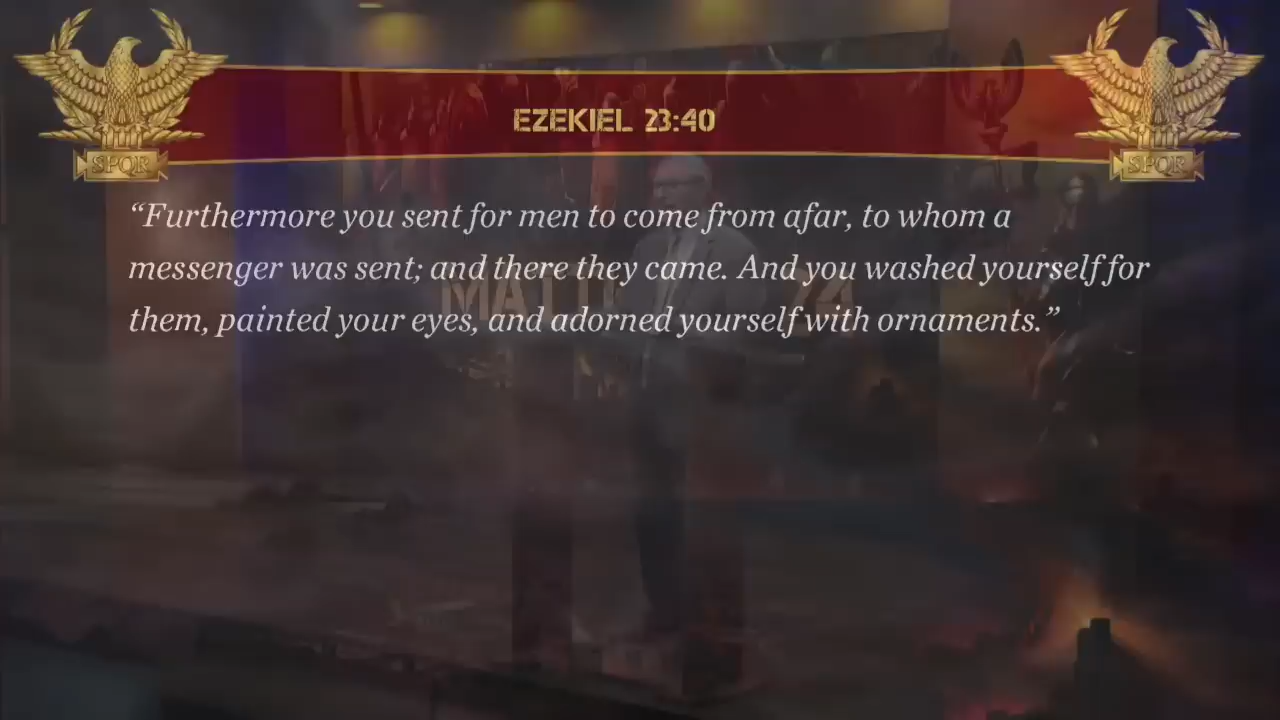 SPQR
EZEKIEL 23:40
SPQR
“Furthermore you sent for men to come from afar, to whom a
messenger was sent; and there they came. And you washed yourself for
them, painted your eyes, and adorned yourself with ornaments.”